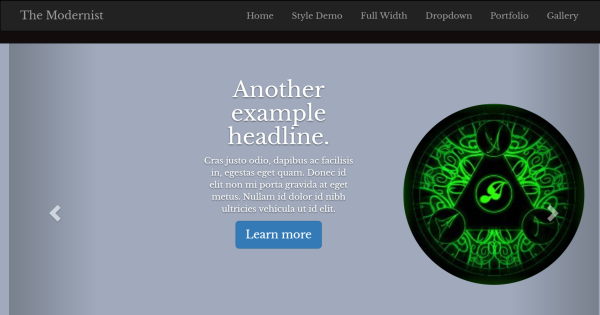 The Modernist Home Style Demo Full Width Dropdown Portfolio Gallery
Another
example
headline.
Cras justo odio, dapibus ac facilisis
in, egestas eget quam. Donec id
elit non mi porta gravida at eget
metus. Nullam id dolor id nibh
ultricies vehicula ut id elit.
Learn more